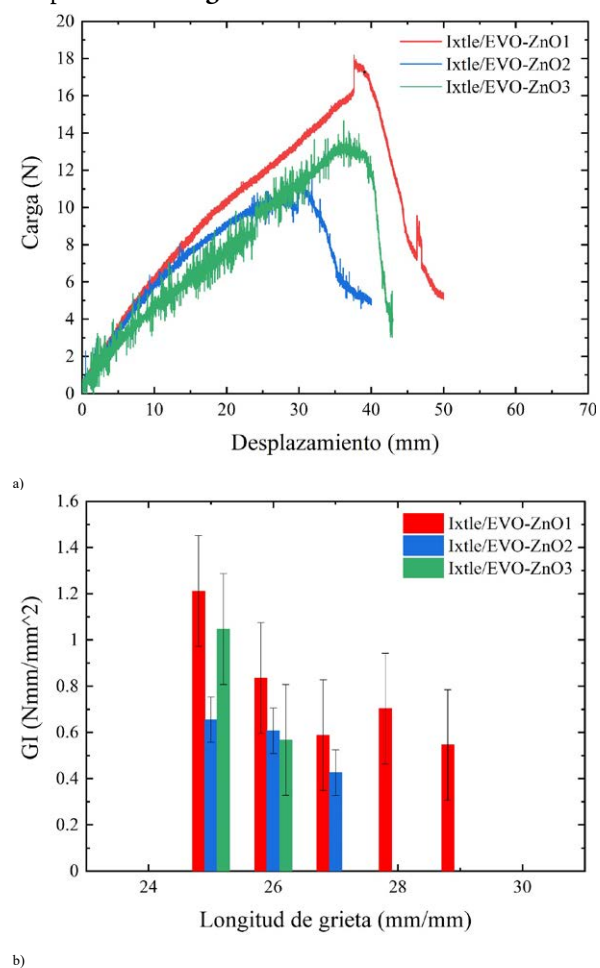 Ixtle/EVO-ZnO1
Ixtle/EVO-ZnO2
Ixtle/EVO-ZnO3
20
18
16
14
12
10
8
6
4
2
0
Carga (N)
0 10 20 30 40 50 60 70
Desplazamiento (mm)
a)
Ixtle/EVO-ZnO1
Ixtle/EVO-ZnO2
Ixtle/EVO-ZnO3
1.6
1.4
1.2
1
0.8
0.6
0.4
0.2
0
GI (Nmm/mm^2)
24 26 28 30
Longitud de grieta (mm/mm)
b)